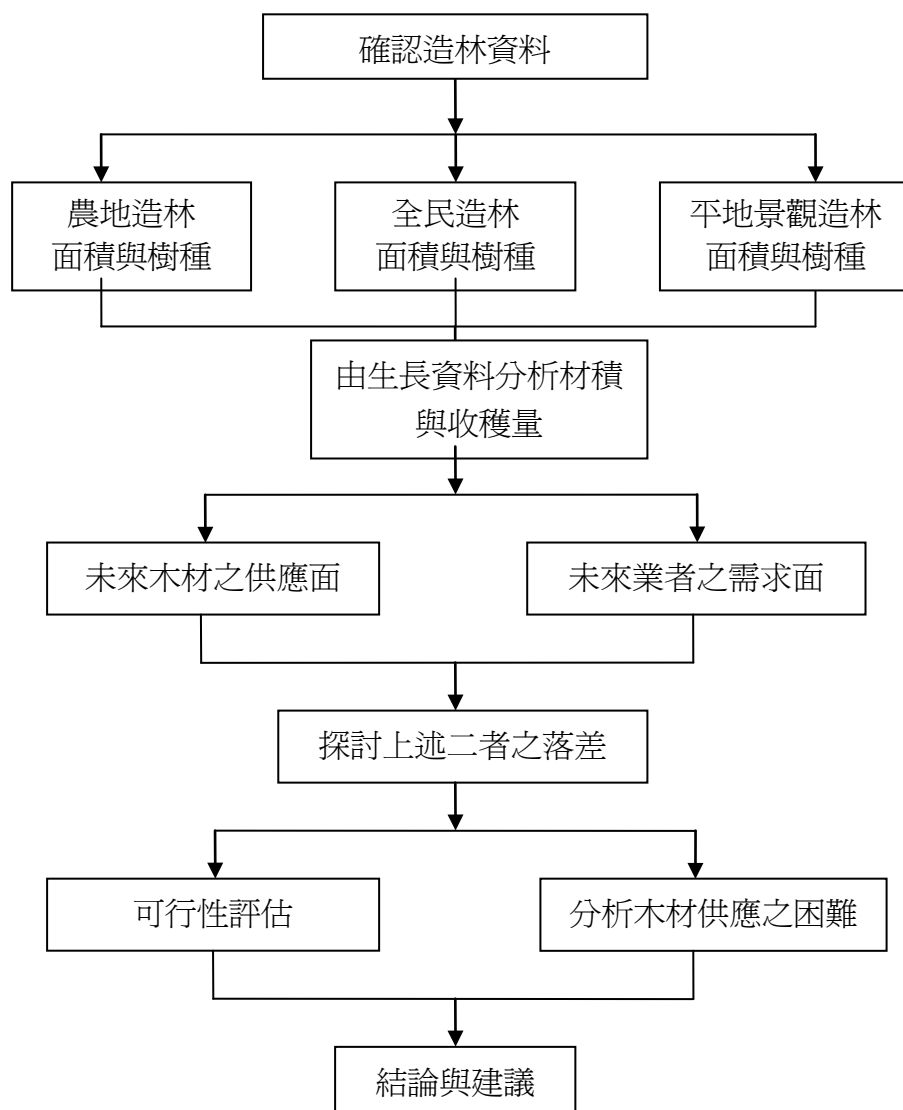 確認造林資料
農地造林
面積與樹種
全民造林
面積與樹種
平地景觀造林
面積與樹種
由生長資料分析材積
與收穫量
未來木材之供應面
未來業者之需求面
探討上述二者之落差
可行性評估
分析木材供應之困難
結論與建議